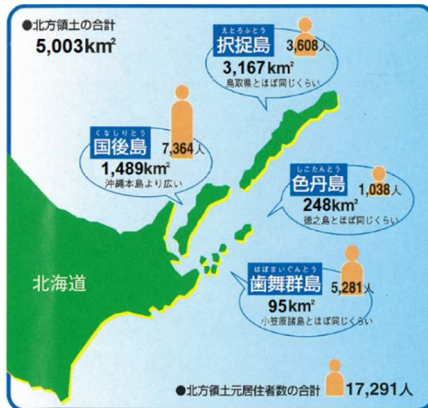 ●北方領土の合計
5,003km²
えとろふとう
択捉島
3,608人
3,167km²
鳥取県とほぼ同じくらい
くなしりとう
国後島
7,364人
1,489km²
沖縄本島より広い
しこたんとう
色丹島
1,038人
248km²
徳之島とほぼ同じくらい
はぼまいぐんとう
歯舞群島
5,281人
95km²
小笠原諸島とほぼ同じくらい
北海道
●北方領土元居住者数の合計 17,291人